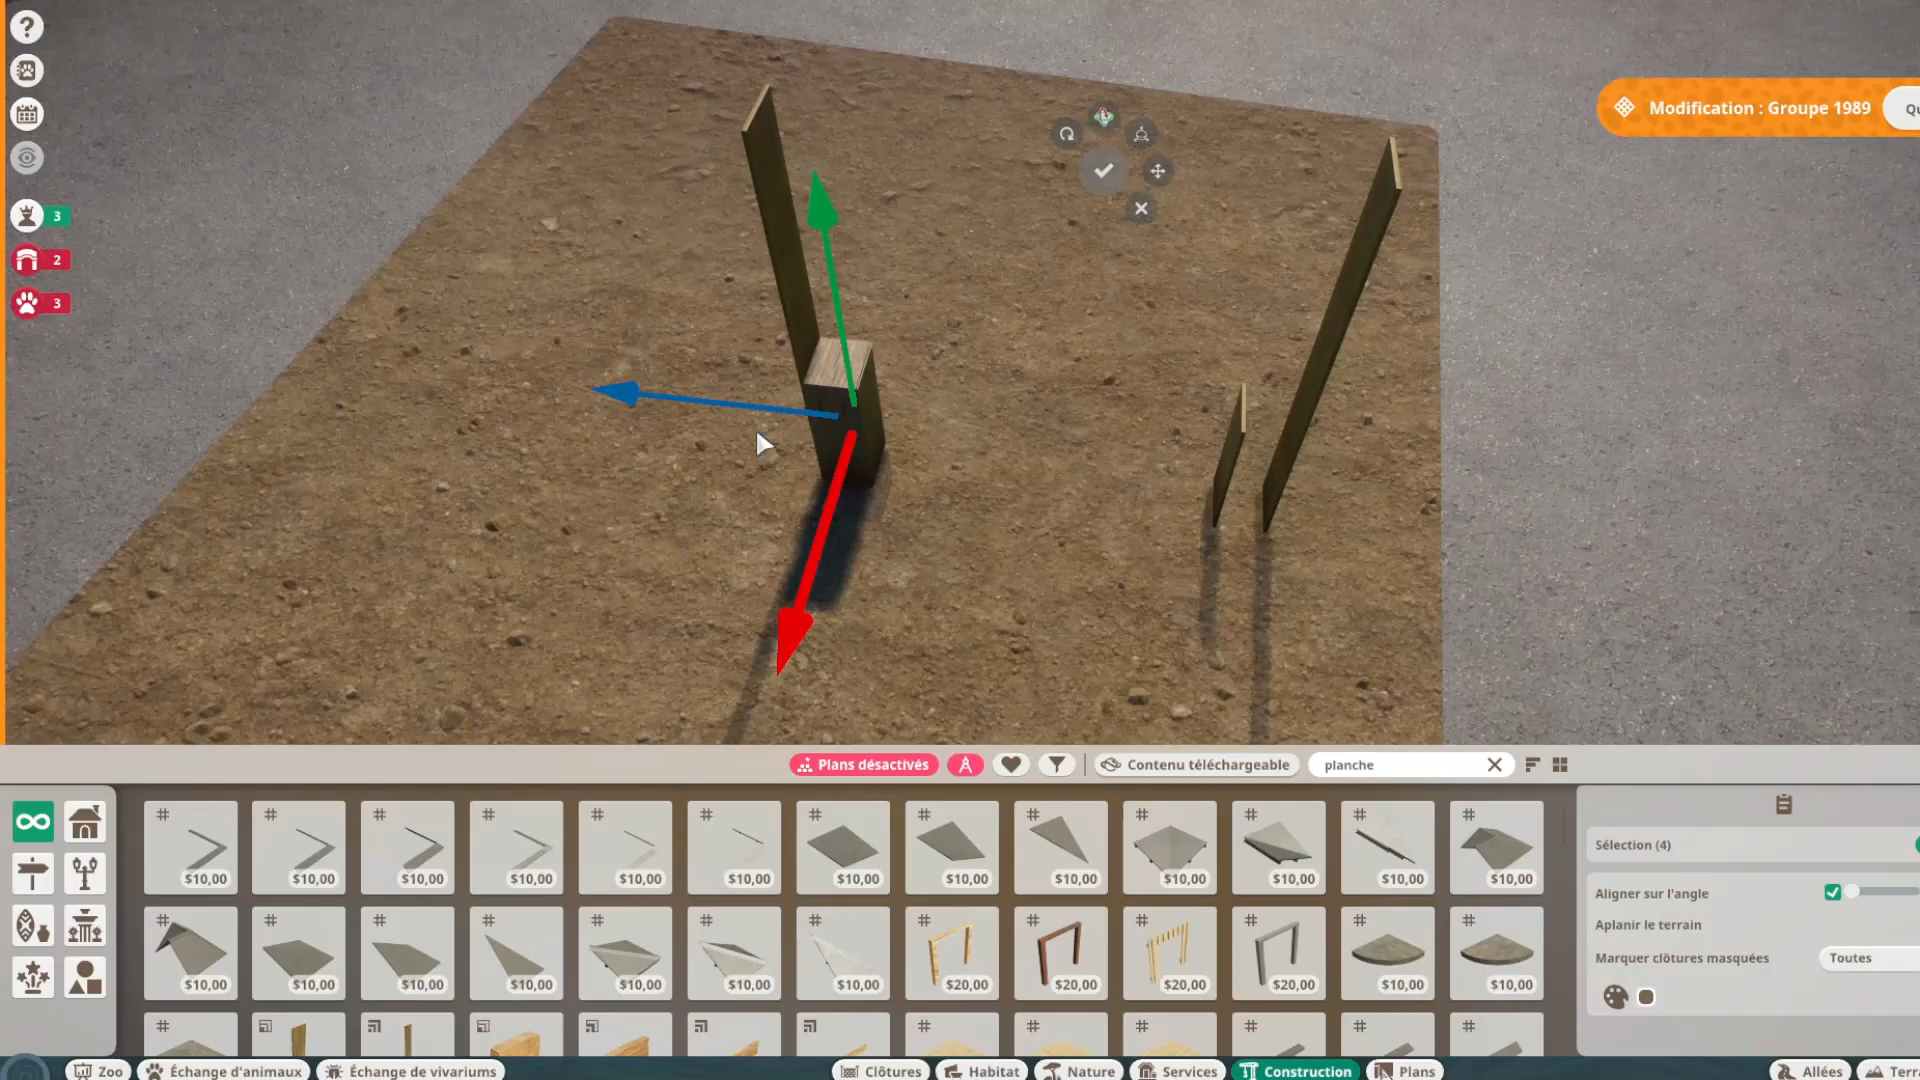 ?
Modification : Groupe 1989
3
2
3
Plans désactivés
Contenu téléchargeable
planche
$10,00 $10,00 $10,00 $10,00 $10,00 $10,00 $10,00 $10,00 $10,00 $10,00 $10,00 $10,00 $10,00
$10,00 $10,00 $10,00 $10,00 $10,00 $10,00 $10,00 $20,00 $20,00 $20,00 $20,00 $10,00 $10,00
Sélection (4)
Aligner sur l'angle
Aplanir le terrain
Marquer clôtures masquées Toutes
Zoo Échange d'animaux Échange de vivariums Clôtures Habitat Nature Services Construction Plans Allées